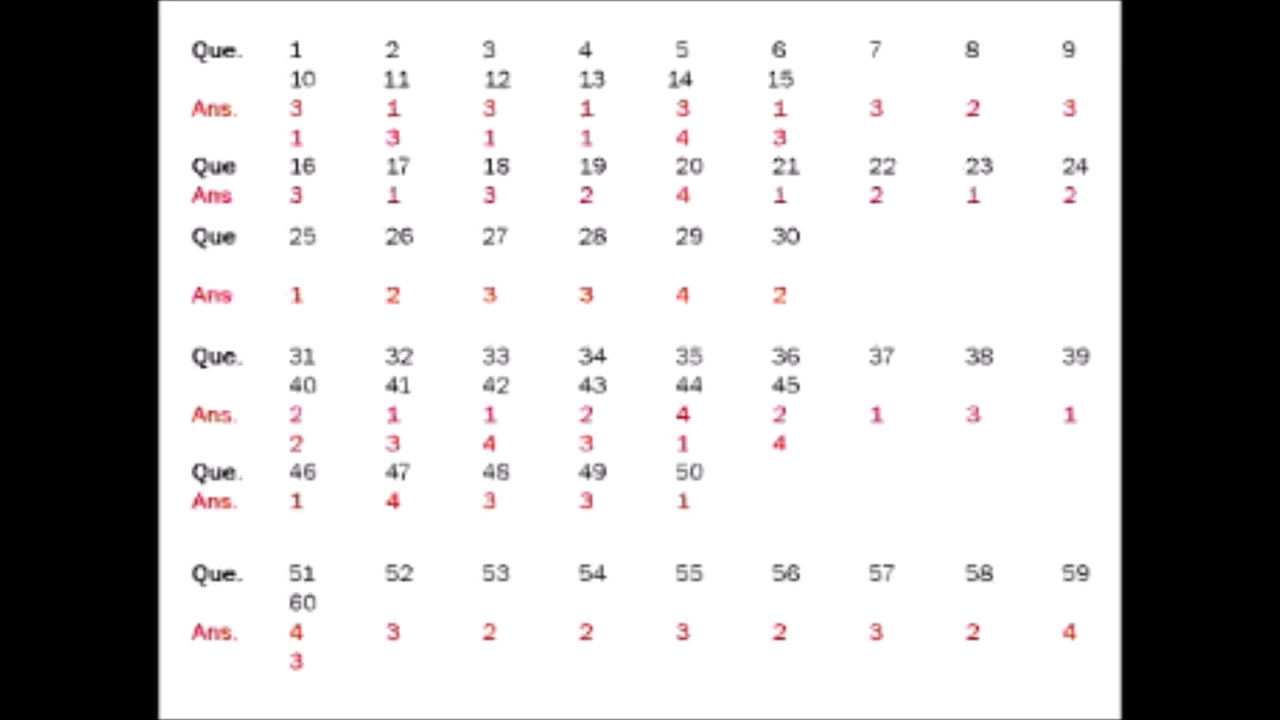 Que. 1 2 3 4 5 6 7 8 9
10 11 12 13 14 15
Ans. 3 1 3 1 3 1 3 2 3
1 3 1 1 4 3
Que 16 17 18 19 20 21 22 23 24
Ans 3 1 3 2 4 1 2 1 2
Que 25 26 27 28 29 30
Ans 1 2 3 3 4 2
Que. 31 32 33 34 35 36 37 38 39
40 41 42 43 44 45
Ans. 2 1 1 2 4 2 1 3 1
2 3 4 3 1 4
Que. 46 47 48 49 50
Ans. 1 4 3 3 1
Que. 51 52 53 54 55 56 57 58 59
60
Ans. 4 3 2 2 3 2 3 2 4
3